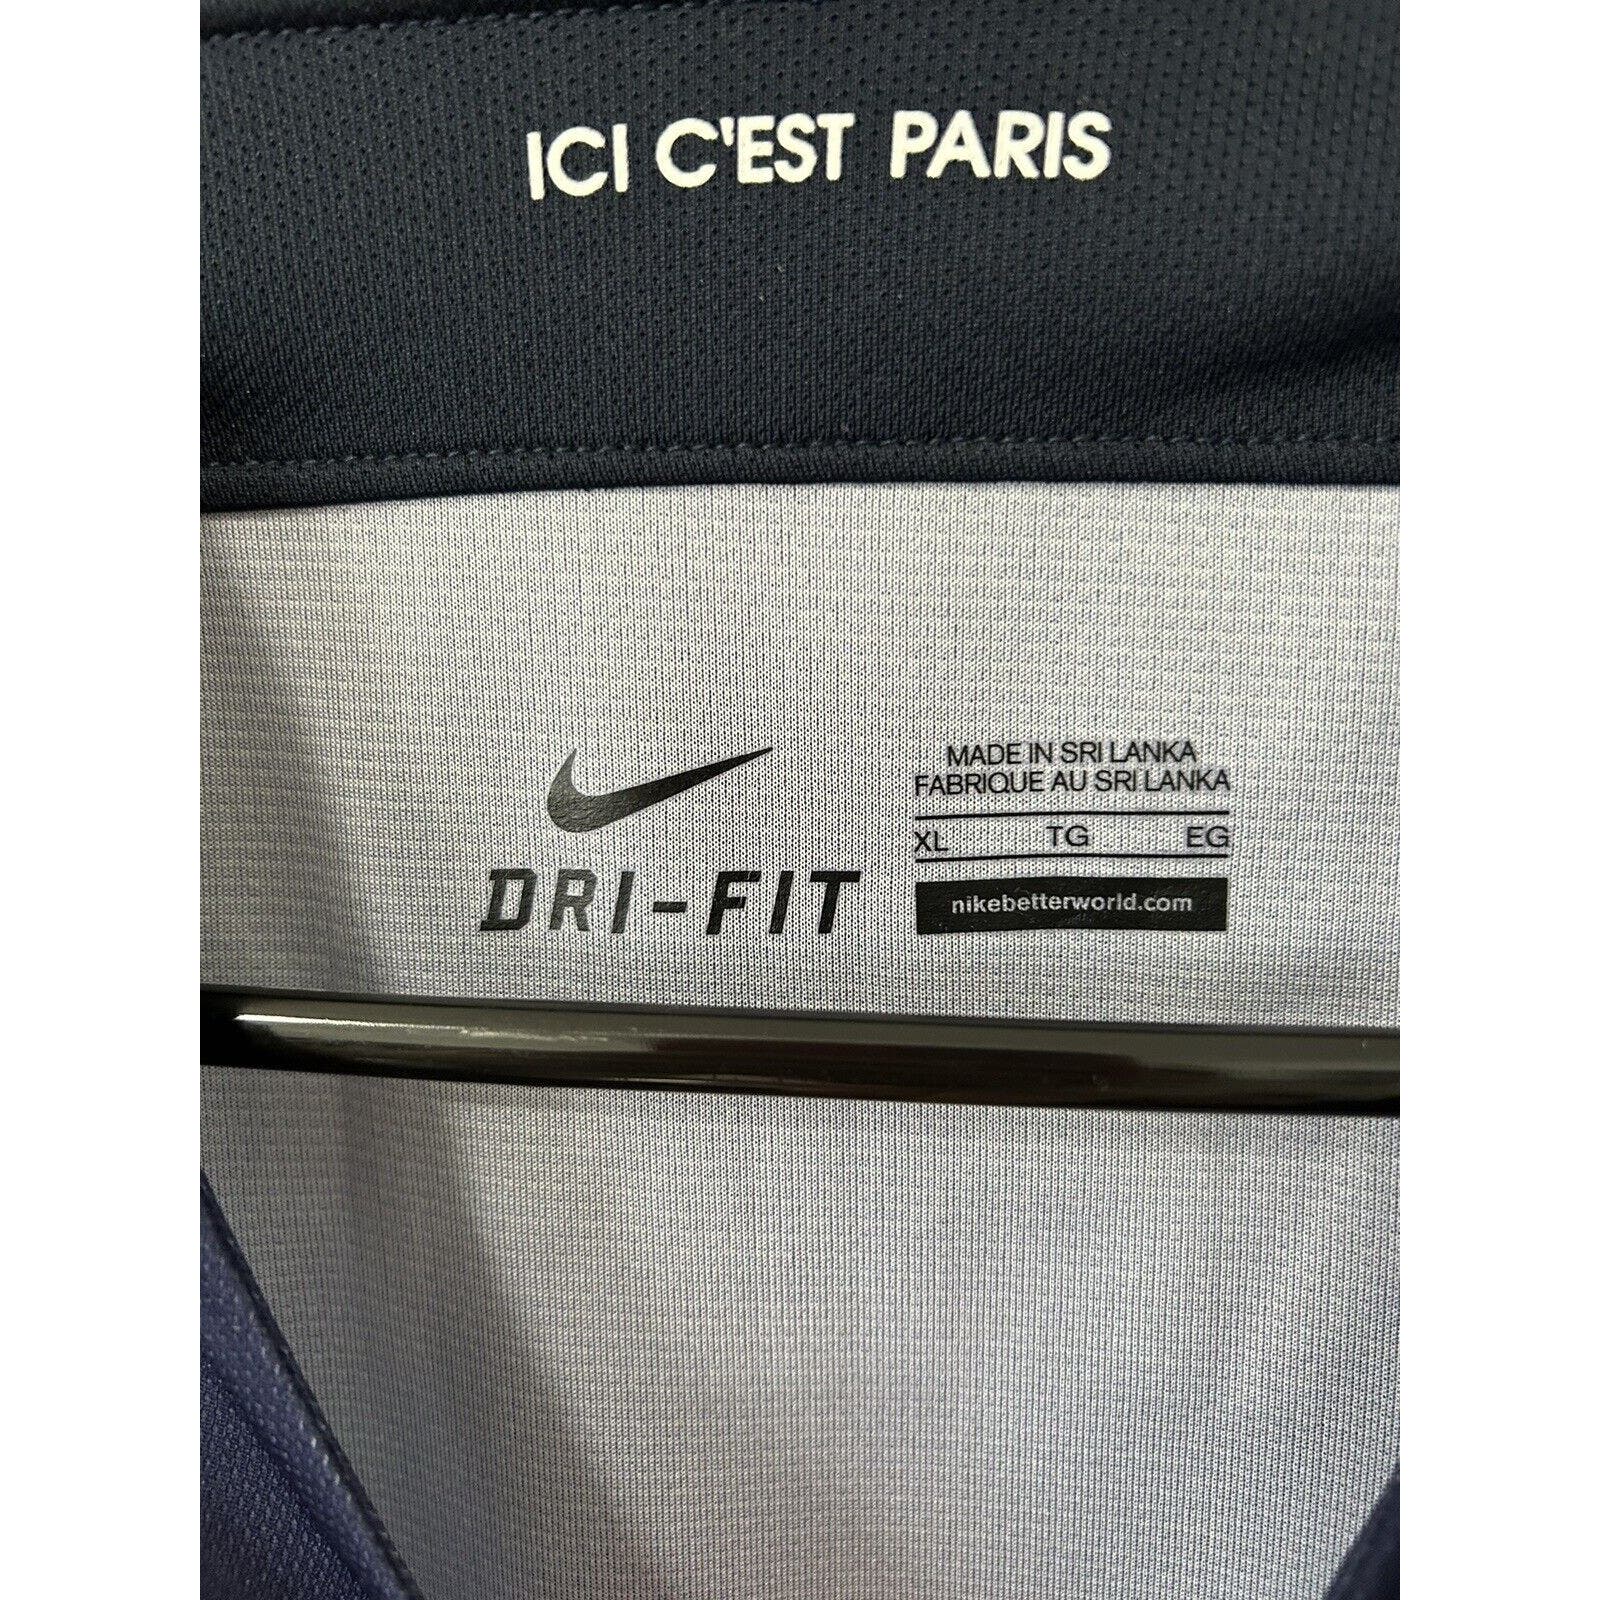 ICI C'EST PARIS
DRI-FIT
MADE IN SRI LANKA
FABRIQUE AU SRI LANKA
XL TG EG
nikebetterworld.com